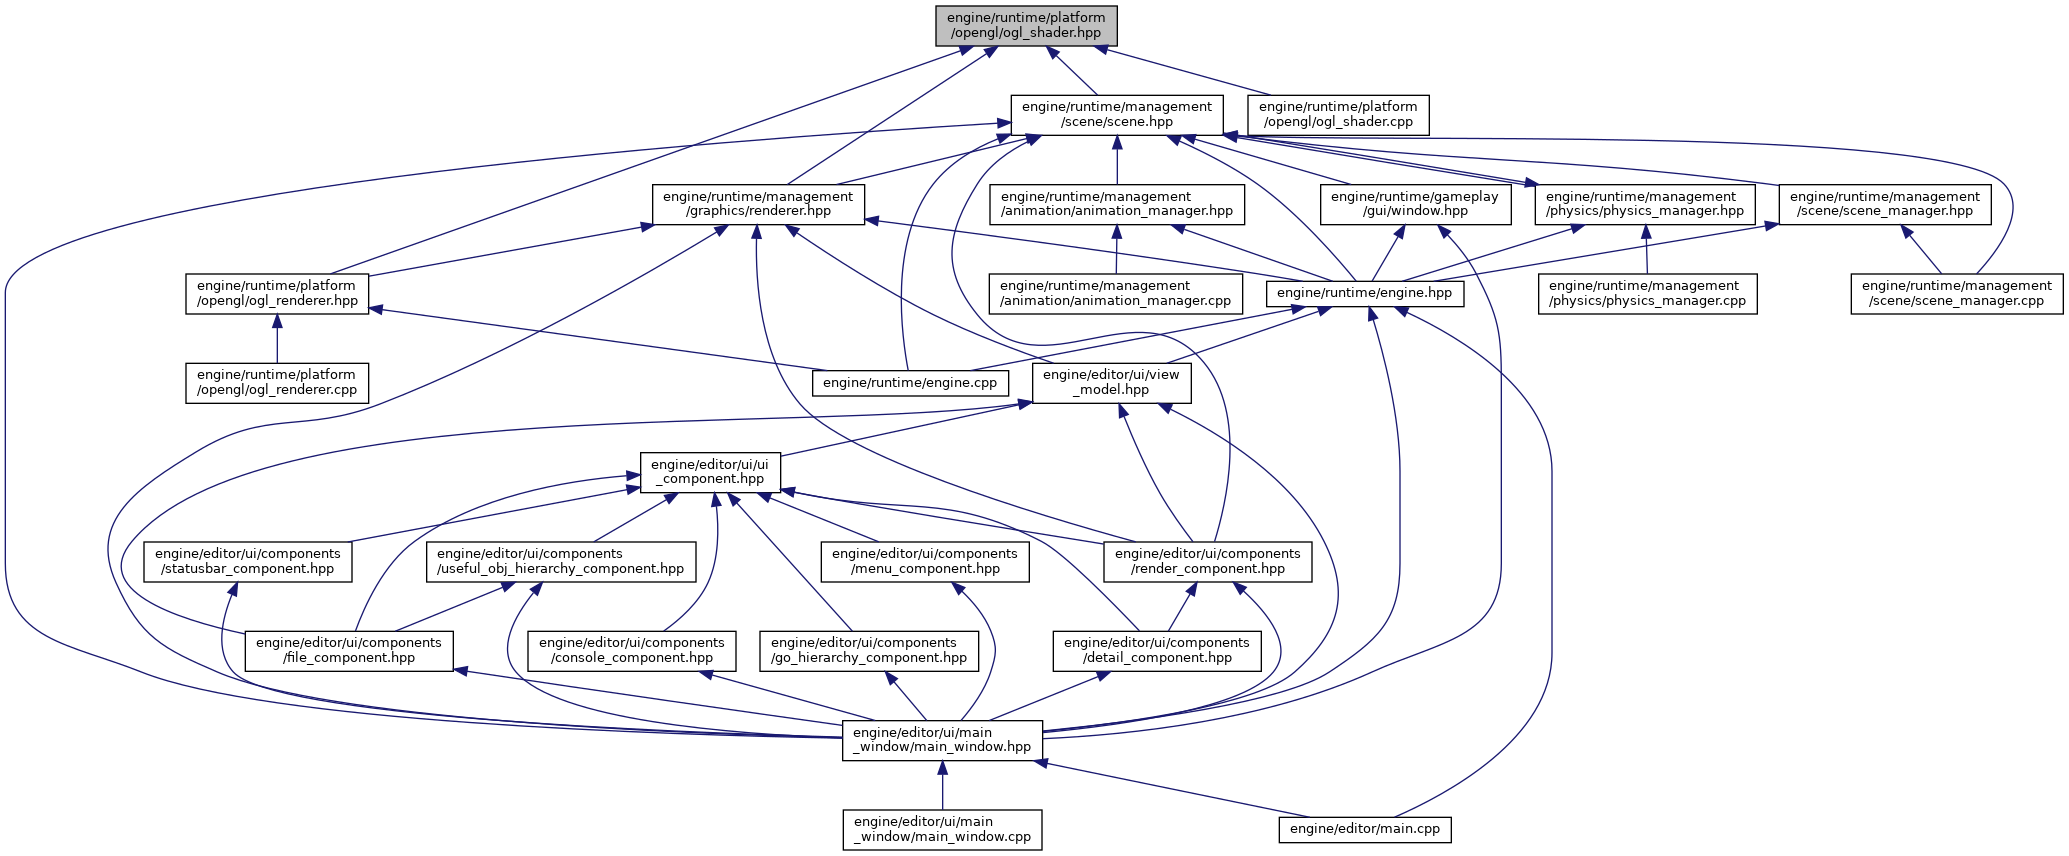 engine/runtime/platform
/opengl/ogl_shader.hpp
engine/runtime/management
/scene/scene.hpp
engine/runtime/platform
/opengl/ogl_shader.cpp
engine/runtime/management
/graphics/renderer.hpp
engine/runtime/management
/animation/animation_manager.hpp
engine/runtime/gameplay
/gui/window.hpp
engine/runtime/management
/physics/physics_manager.hpp
engine/runtime/management
/scene/scene_manager.hpp
engine/runtime/platform
/opengl/ogl_renderer.hpp
engine/runtime/management
/animation/animation_manager.cpp
engine/runtime/engine.hpp
engine/runtime/management
/physics/physics_manager.cpp
engine/runtime/management
/scene/scene_manager.cpp
engine/runtime/platform
/opengl/ogl_renderer.cpp
engine/runtime/engine.cpp
engine/editor/ui/view
_model.hpp
engine/editor/ui/ui
_component.hpp
engine/editor/ui/components
/statusbar_component.hpp
engine/editor/ui/components
/useful_obj_hierarchy_component.hpp
engine/editor/ui/components
/menu_component.hpp
engine/editor/ui/components
/render_component.hpp
engine/editor/ui/components
/file_component.hpp
engine/editor/ui/components
/console_component.hpp
engine/editor/ui/components
/go_hierarchy_component.hpp
engine/editor/ui/components
/detail_component.hpp
engine/editor/ui/main
_window/main_window.hpp
engine/editor/ui/main
_window/main_window.cpp
engine/editor/main.cpp